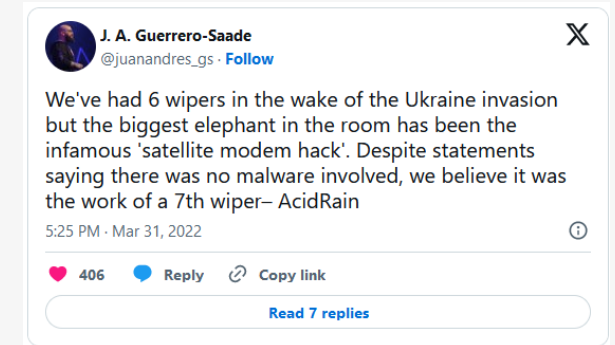 J. A. Guerrero-Saade
@juanandres_gs · Follow
We've had 6 wipers in the wake of the Ukraine invasion
but the biggest elephant in the room has been the
infamous 'satellite modem hack'. Despite statements
saying there was no malware involved, we believe it was
the work of a 7th wiper– AcidRain
5:25 PM · Mar 31, 2022
406 Reply Copy link
Read 7 replies